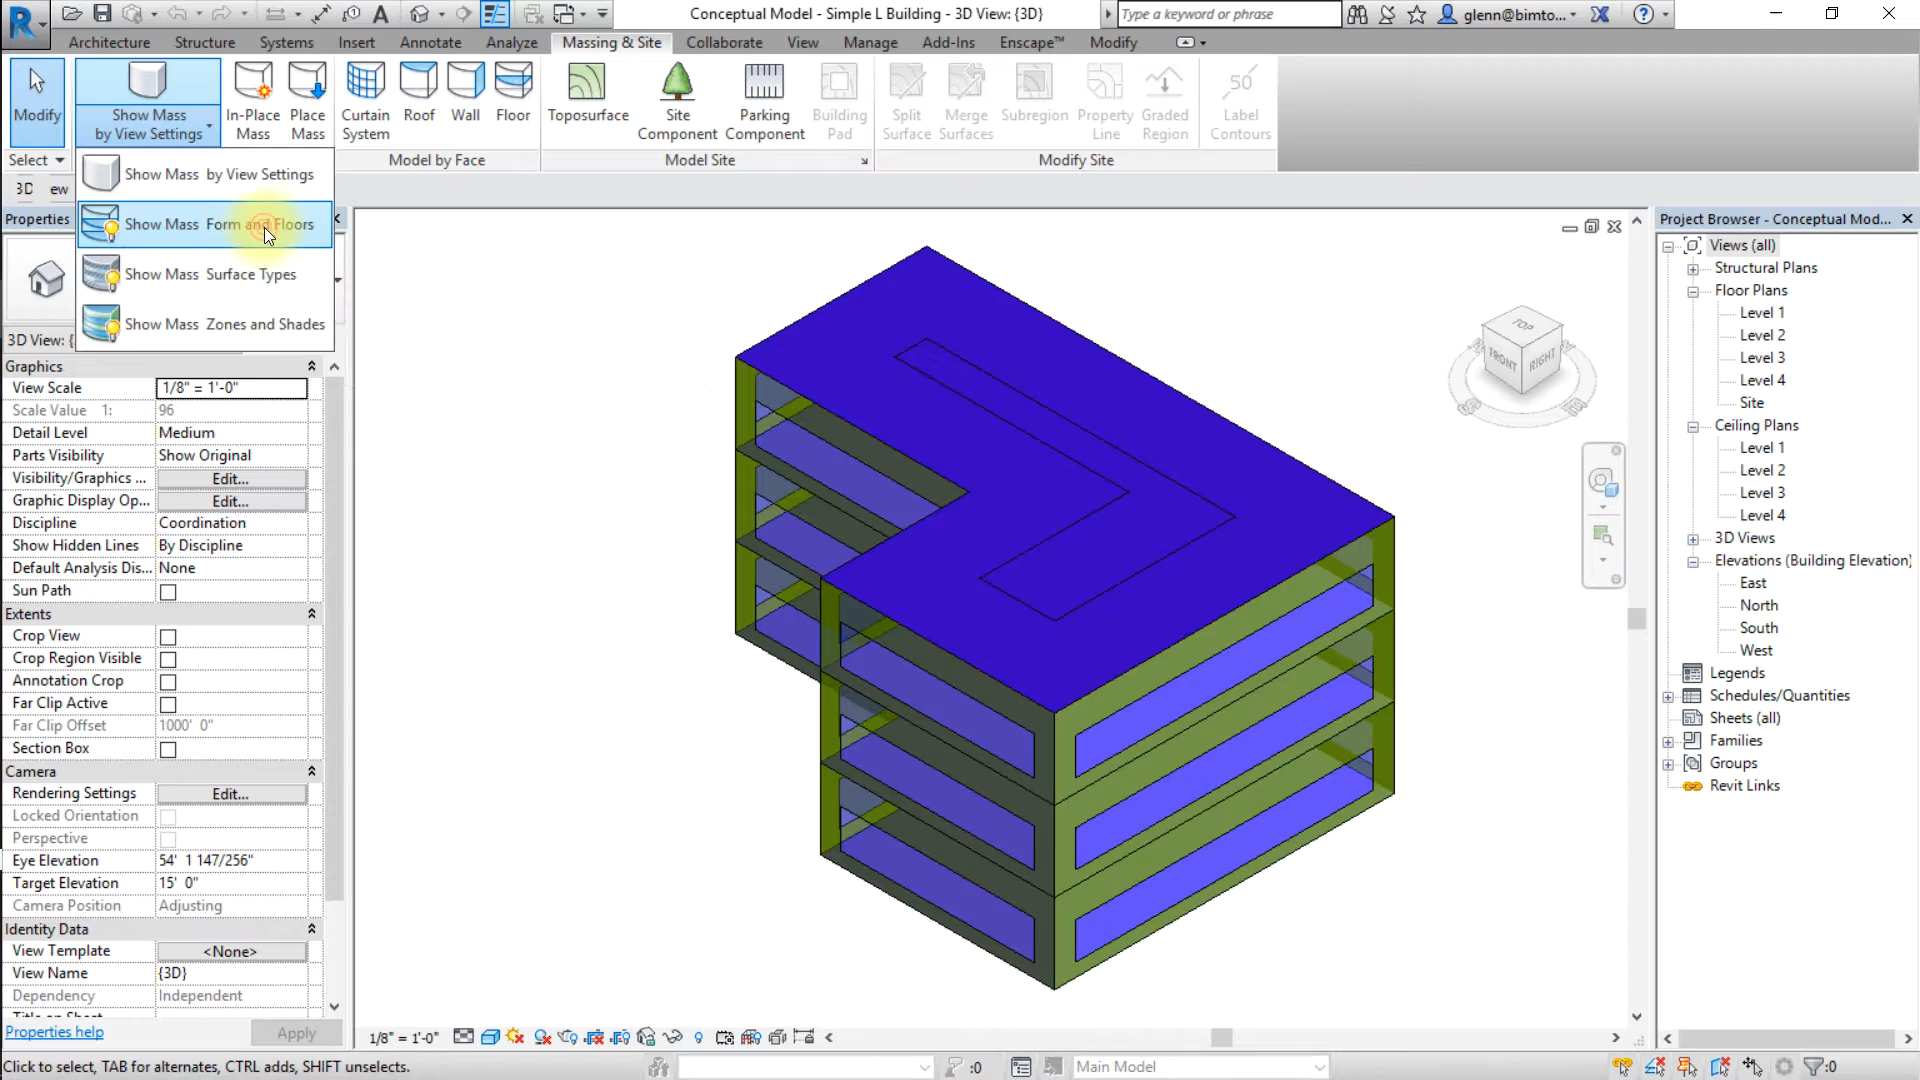 Conceptual Model - Simple L Building - 3D View: {3D}
Type a keyword or phrase
glenn@bimto...
Architecture
Structure
Systems
Insert
Annotate
Analyze
Massing & Site
Collaborate
View
Manage
Add-Ins
Enscape™
Modify
Modify
Show Mass
by View Settings
In-Place
Mass
Place
Mass
Curtain
System
Roof
Wall
Floor
Toposurface
Site
Component
Parking
Component
Building
Pad
Split
Surface
Merge
Surfaces
Subregion
Property
Line
Graded
Region
50
Label
Contours
Select
Model by Face
Model Site
Modify Site
Show Mass by View Settings
Show Mass Form and Floors
Show Mass Surface Types
Show Mass Zones and Shades
3D ew
Properties
3D View: {
Graphics
View Scale 1/8" = 1'-0"
Scale Value 1: 96
Detail Level Medium
Parts Visibility Show Original
Visibility/Graphics ... Edit...
Graphic Display Op... Edit...
Discipline Coordination
Show Hidden Lines By Discipline
Default Analysis Dis... None
Sun Path
Extents
Crop View
Crop Region Visible
Annotation Crop
Far Clip Active
Far Clip Offset 1000' 0"
Section Box
Camera
Rendering Settings Edit...
Locked Orientation
Perspective
Eye Elevation 54' 1 147/256"
Target Elevation 15' 0"
Camera Position Adjusting
Identity Data
View Template <None>
View Name {3D}
Dependency Independent
Properties help
Apply
TOP
FRONT
RIGHT
Project Browser - Conceptual Mod...
Views (all)
Structural Plans
Floor Plans
Level 1
Level 2
Level 3
Level 4
Site
Ceiling Plans
Level 1
Level 2
Level 3
Level 4
3D Views
Elevations (Building Elevation)
East
North
South
West
Legends
Schedules/Quantities
Sheets (all)
Families
Groups
Revit Links
1/8" = 1'-0"
Click to select, TAB for alternates, CTRL adds, SHIFT unselects.
:0
Main Model
:0